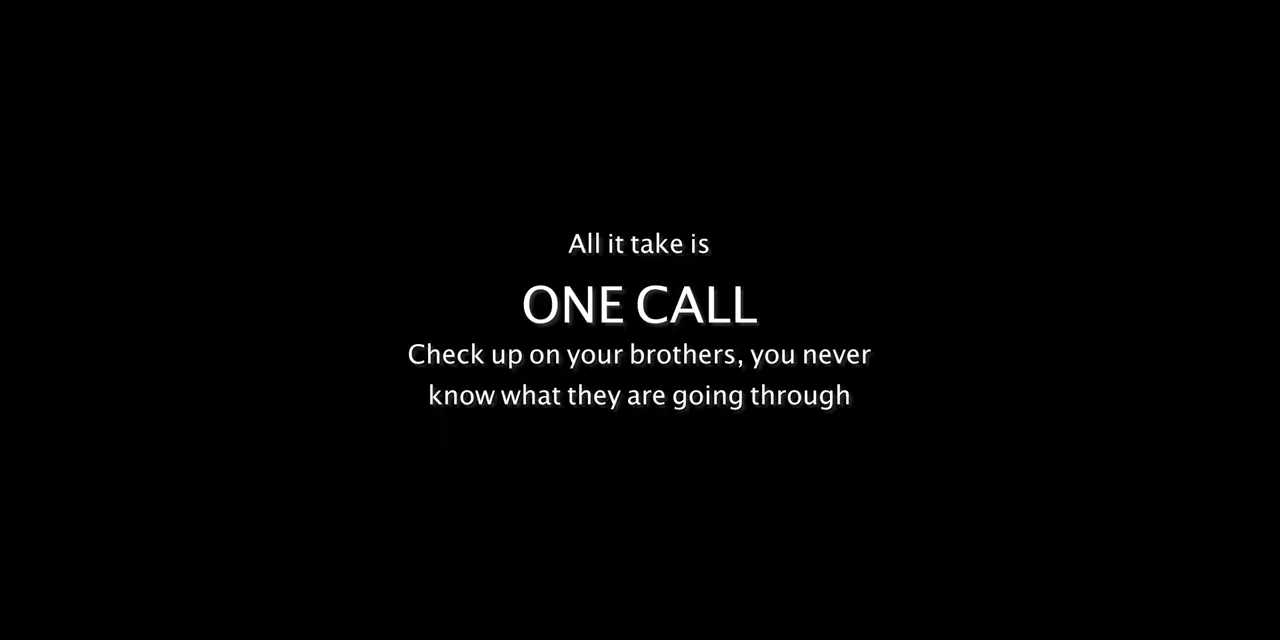 All it take is
ONE CALL
Check up on your brothers, you never
know what they are going through